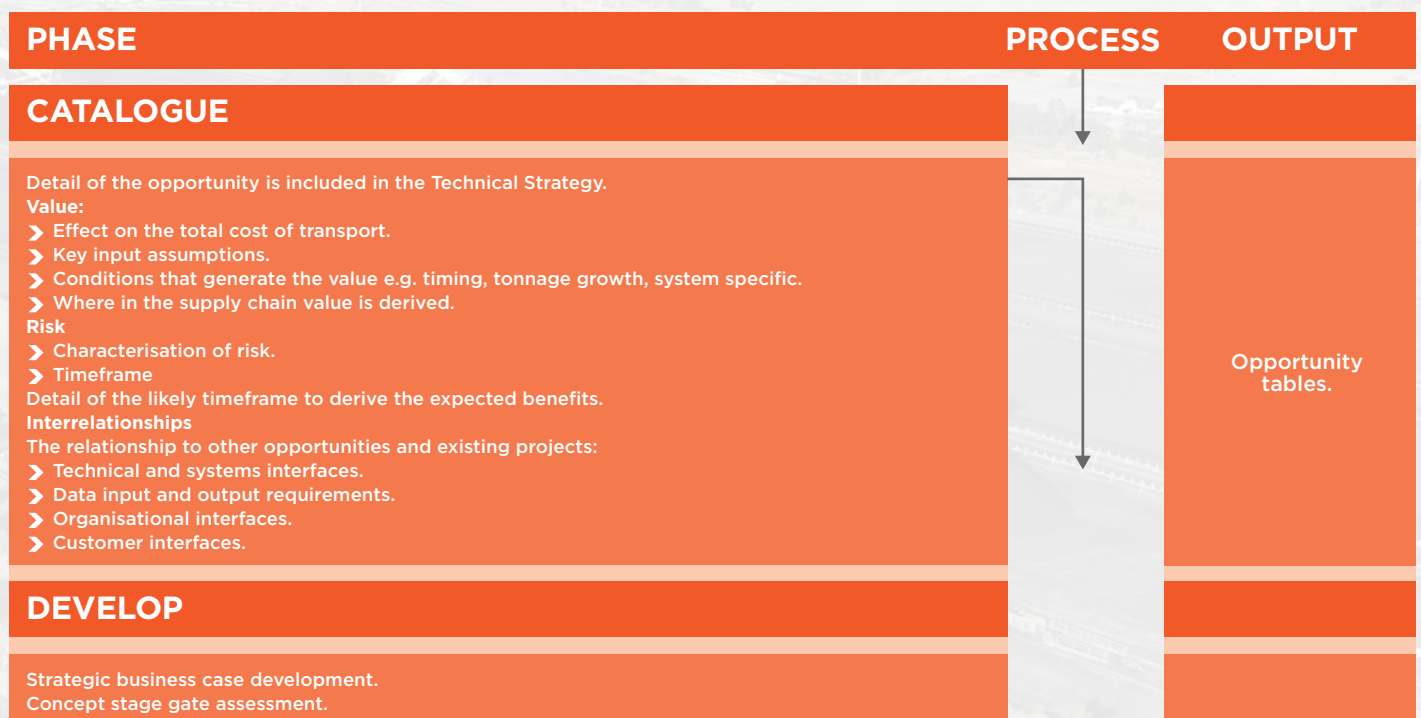 PHASE PROCESS OUTPUT
CATALOGUE
Detail of the opportunity is included in the Technical Strategy.
Value:
Effect on the total cost of transport.
Key input assumptions.
Conditions that generate the value e.g. timing, tonnage growth, system specific.
Where in the supply chain value is derived.
Risk
Characterisation of risk.
Timeframe
Detail of the likely timeframe to derive the expected benefits.
Interrelationships
The relationship to other opportunities and existing projects:
Technical and systems interfaces.
Data input and output requirements.
Organisational interfaces.
Customer interfaces.
Opportunity
tables.
DEVELOP
Strategic business case development.
Concept stage gate assessment.